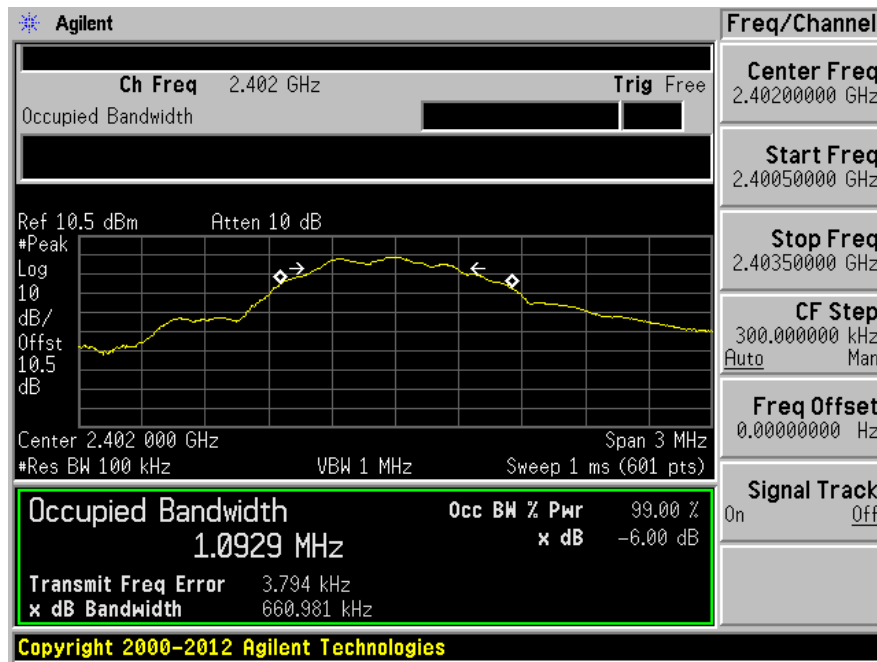 Agilent
Ch Freq 2.402 GHz Trig Free
Occupied Bandwidth
Ref 10.5 dBm Atten 10 dB
#Peak
Log
10
dB/
Offst
10.5
dB
Center 2.402 000 GHz Span 3 MHz
#Res BW 100 kHz VBW 1 MHz Sweep 1 ms (601 pts)
Occupied Bandwidth
1.0929 MHz
Occ BW % Pwr 99.00 %
x dB -6.00 dB
Transmit Freq Error 3.794 kHz
x dB Bandwidth 660.981 kHz
Copyright 2000-2012 Agilent Technologies
Freq/Channel
Center Freq
2.40200000 GHz
Start Freq
2.40050000 GHz
Stop Freq
2.40350000 GHz
CF Step
300.000000 kHz
Auto Man
Freq Offset
0.00000000 Hz
Signal Track
On Off